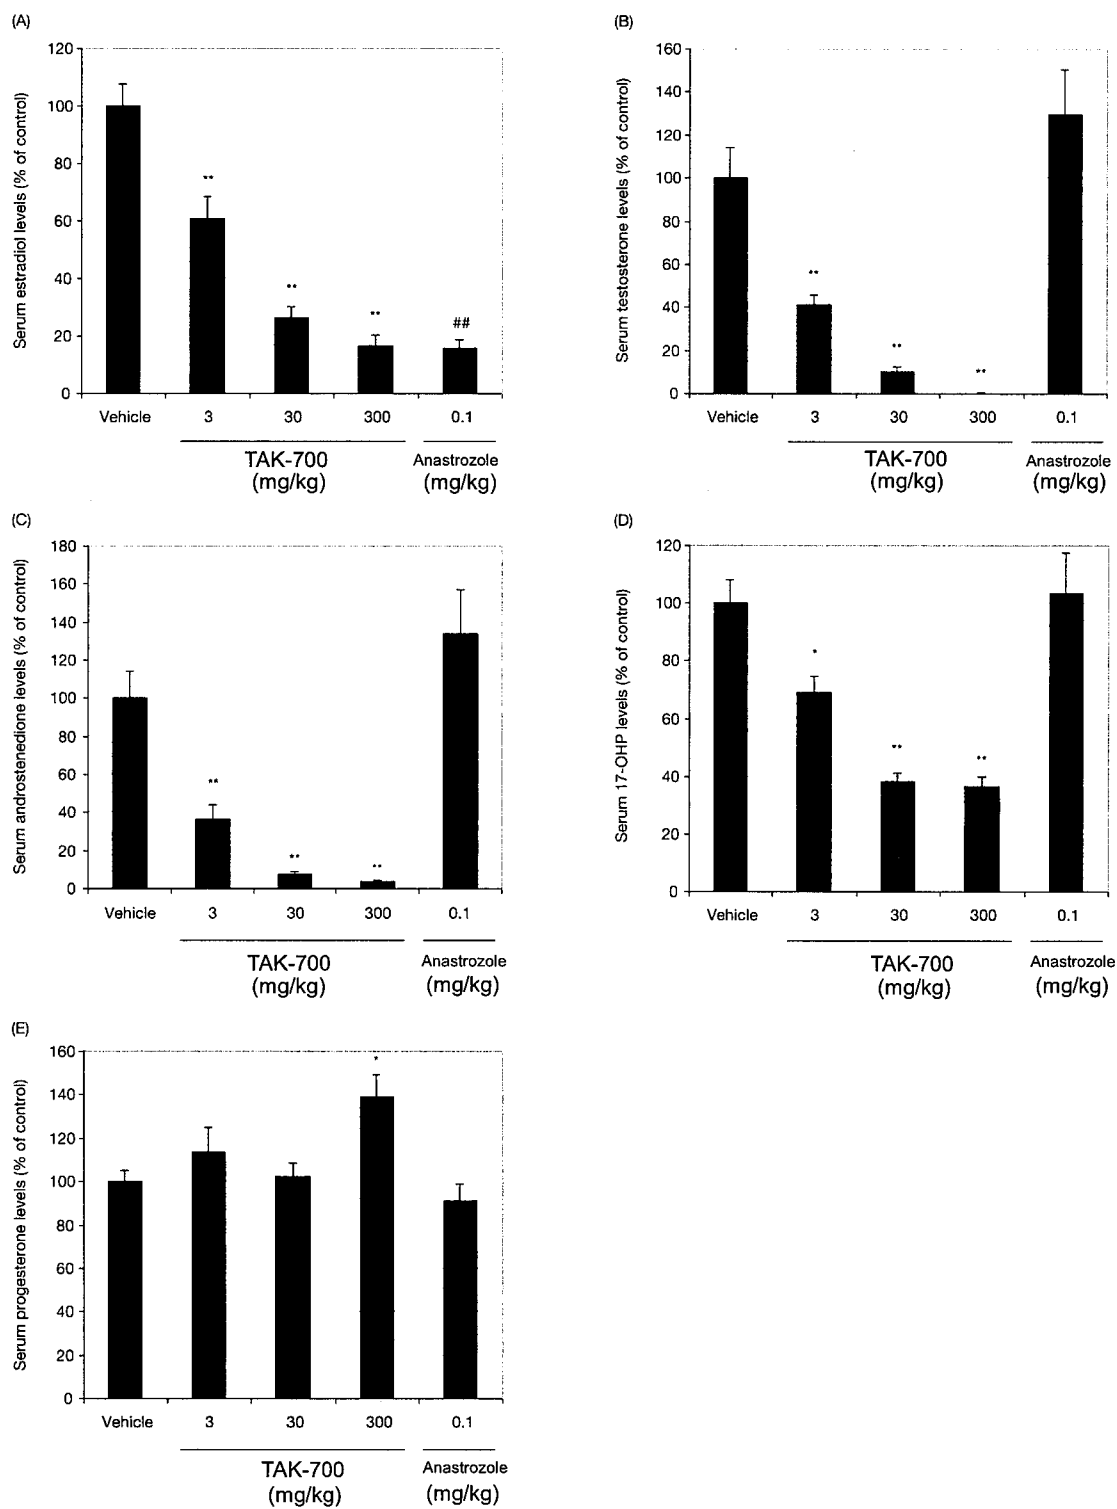 (A)
Serum estradiol levels (% of control)
120
100
80
60
40
20
0
**
**
**
##
Vehicle 3 30 300 0.1
TAK-700 Anastrozole
(mg/kg) (mg/kg)
(B)
Serum testosterone levels (% of control)
160
140
120
100
80
60
40
20
0
**
**
**
Vehicle 3 30 300 0.1
TAK-700 Anastrozole
(mg/kg) (mg/kg)
(C)
Serum androstenedione levels (% of control)
180
160
140
120
100
80
60
40
20
0
**
**
**
Vehicle 3 30 300 0.1
TAK-700 Anastrozole
(mg/kg) (mg/kg)
(D)
Serum 17-OHP levels (% of control)
120
100
80
60
40
20
0
*
**
**
Vehicle 3 30 300 0.1
TAK-700 Anastrozole
(mg/kg) (mg/kg)
(E)
Serum progesterone levels (% of control)
160
140
120
100
80
60
40
20
0
*
Vehicle 3 30 300 0.1
TAK-700 Anastrozole
(mg/kg) (mg/kg)